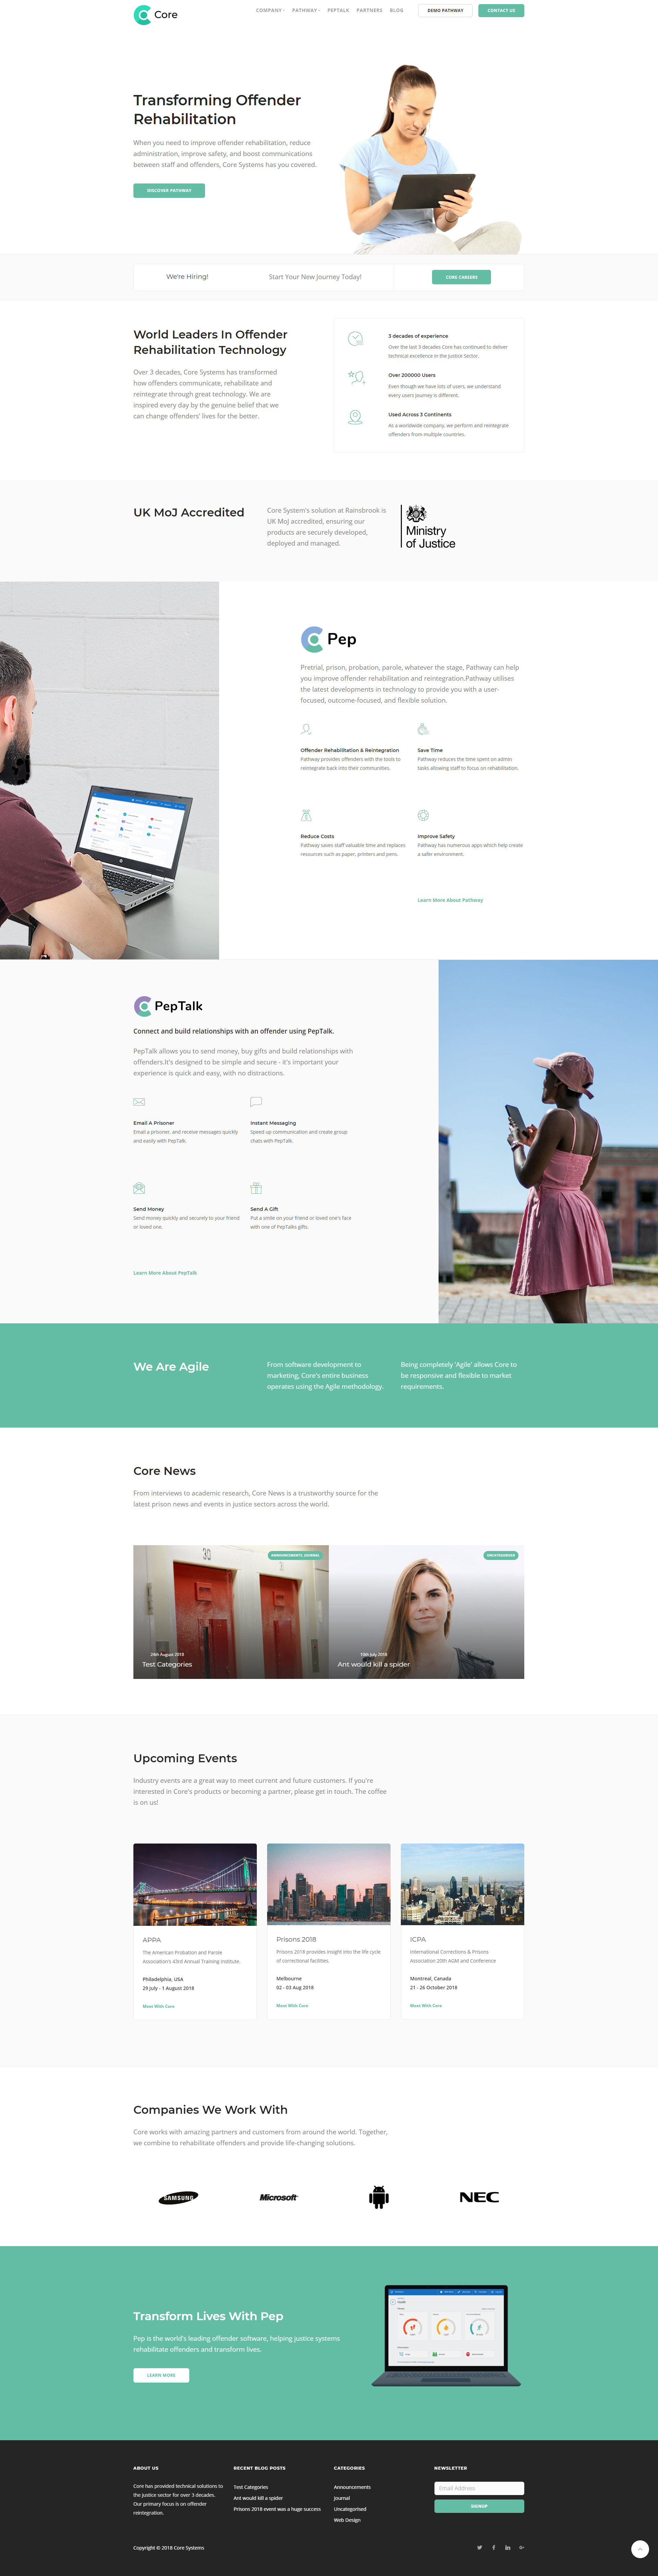 Core
COMPANY
PATHWAY
PEPTALK
PARTNERS
BLOG
DEMO PATHWAY
CONTACT US
Transforming Offender
Rehabilitation
When you need to improve offender rehabilitation, reduce
administration, improve safety, and boost communications
between staff and offenders, Core Systems has you covered.
DISCOVER PATHWAY
We're Hiring!
Start Your New Journey Today!
CORE CAREERS
World Leaders In Offender
Rehabilitation Technology
Over 3 decades, Core Systems has transformed
how offenders communicate, rehabilitate and
reintegrate through great technology. We are
inspired every day by the genuine belief that we
can change offenders' lives for the better.
3 decades of experience
Over the last 3 decades Core has continued to deliver
technical excellence in the Justice Sector.
Over 200000 Users
Even though we have lots of users, we understand
every users journey is different.
Used Across 3 Continents
As a worldwide company, we perform and reintegrate
offenders from multiple countries.
UK MoJ Accredited
Core System's solution at Rainsbrook is
UK MoJ accredited, ensuring our
products are securely developed,
deployed and managed.
Ministry
of Justice
Pep
Pretrial, prison, probation, parole, whatever the stage, Pathway can help
you improve offender rehabilitation and reintegration.Pathway utilises
the latest developments in technology to provide you with a user-
focused, outcome-focused, and flexible solution.
Offender Rehabilitation & Reintegration
Pathway provides offenders with the tools to
reintegrate back into their communities.
Save Time
Pathway reduces the time spent on admin
tasks allowing staff to focus on rehabilitation.
Reduce Costs
Pathway saves staff valuable time and replaces
resources such as paper, printers and pens.
Improve Safety
Pathway has numerous apps which help create
a safer environment.
Learn More About Pathway
PepTalk
Connect and build relationships with an offender using PepTalk.
PepTalk allows you to send money, buy gifts and build relationships with
offenders.It's designed to be simple and secure - it's important your
experience is quick and easy, with no distractions.
Email A Prisoner
Email a prisoner, and receive messages quickly
and easily with PepTalk.
Instant Messaging
Speed up communication and create group
chats with PepTalk.
Send Money
Send money quickly and securely to your friend
or loved one.
Send A Gift
Put a smile on your friend or loved one's face
with one of PepTalks gifts.
Learn More About PepTalk
We Are Agile
From software development to
marketing, Core's entire business
operates using the Agile methodology.
Being completely 'Agile' allows Core to
be responsive and flexible to market
requirements.
Core News
From interviews to academic research, Core News is a trustworthy source for the
latest prison news and events in justice sectors across the world.
ANNOUNCEMENTS, JOURNAL
30
24th August 2018
Test Categories
UNCATEGORISED
19th July 2018
Ant would kill a spider
Upcoming Events
Industry events are a great way to meet current and future customers. If you're
interested in Core's products or becoming a partner, please get in touch. The coffee
is on us!
APPA
The American Probation and Parole
Association's 43rd Annual Training Institute.
Philadelphia, USA
29 July - 1 August 2018
Meet With Core
Prisons 2018
Prisons 2018 provides insight into the life cycle
of correctional facilities.
Melbourne
02 - 03 Aug 2018
Meet With Core
ICPA
International Corrections & Prisons
Association 20th AGM and Conference
Montreal, Canada
21 - 26 October 2018
Meet With Core
Companies We Work With
Core works with amazing partners and customers from around the world. Together,
we combine to rehabilitate offenders and provide life-changing solutions.
SAMSUNG
Microsoft
NEC
Transform Lives With Pep
Pep is the world's leading offender software, helping justice systems
rehabilitate offenders and transform lives.
LEARN MORE
ABOUT US
Core has provided technical solutions to
the justice sector for over 3 decades.
Our primary focus is on offender
reintegration.
RECENT BLOG POSTS
Test Categories
Ant would kill a spider
Prisons 2018 event was a huge success
CATEGORIES
Announcements
Journal
Uncategorised
Web Design
NEWSLETTER
Email Address
SIGNUP
Copyright © 2018 Core Systems